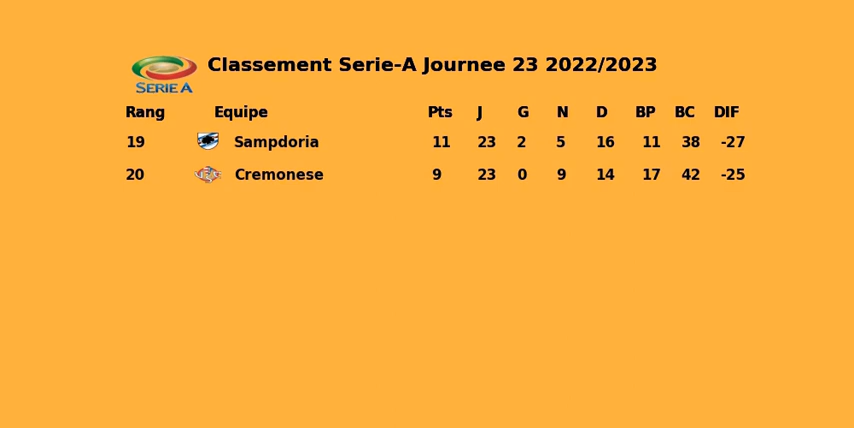 Classement Serie-A Journee 23 2022/2023
SERIE A
Rang Equipe Pts J G N D BP BC DIF
19 Sampdoria 11 23 2 5 16 11 38 -27
20 Cremonese 9 23 0 9 14 17 42 -25